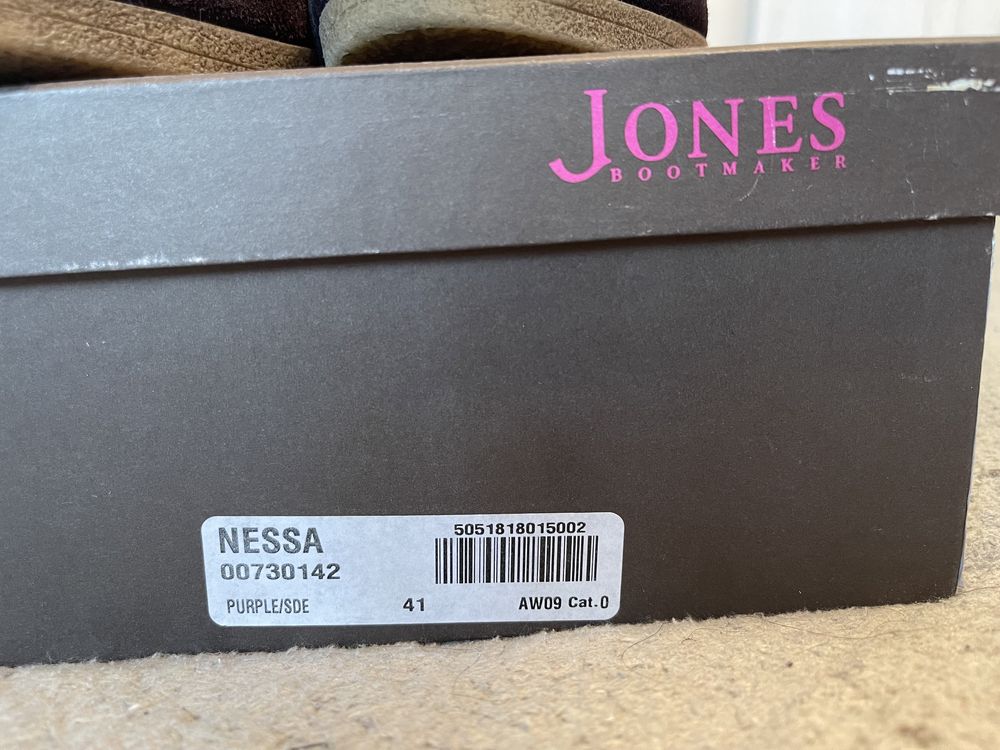 JONES
BOOTMAKER
NESSA
5051818015002
00730142
PURPLE/SDE 41 AW09 Cat.0